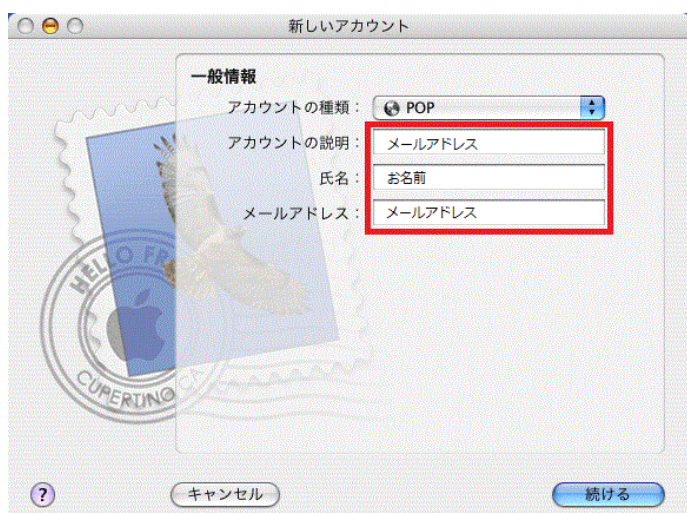 新しいアカウント
一般情報
アカウントの種類： POP
アカウントの説明： メールアドレス
氏名： お名前
メールアドレス： メールアドレス
HELLO FR
CUPERTINO CA
? キャンセル 続ける